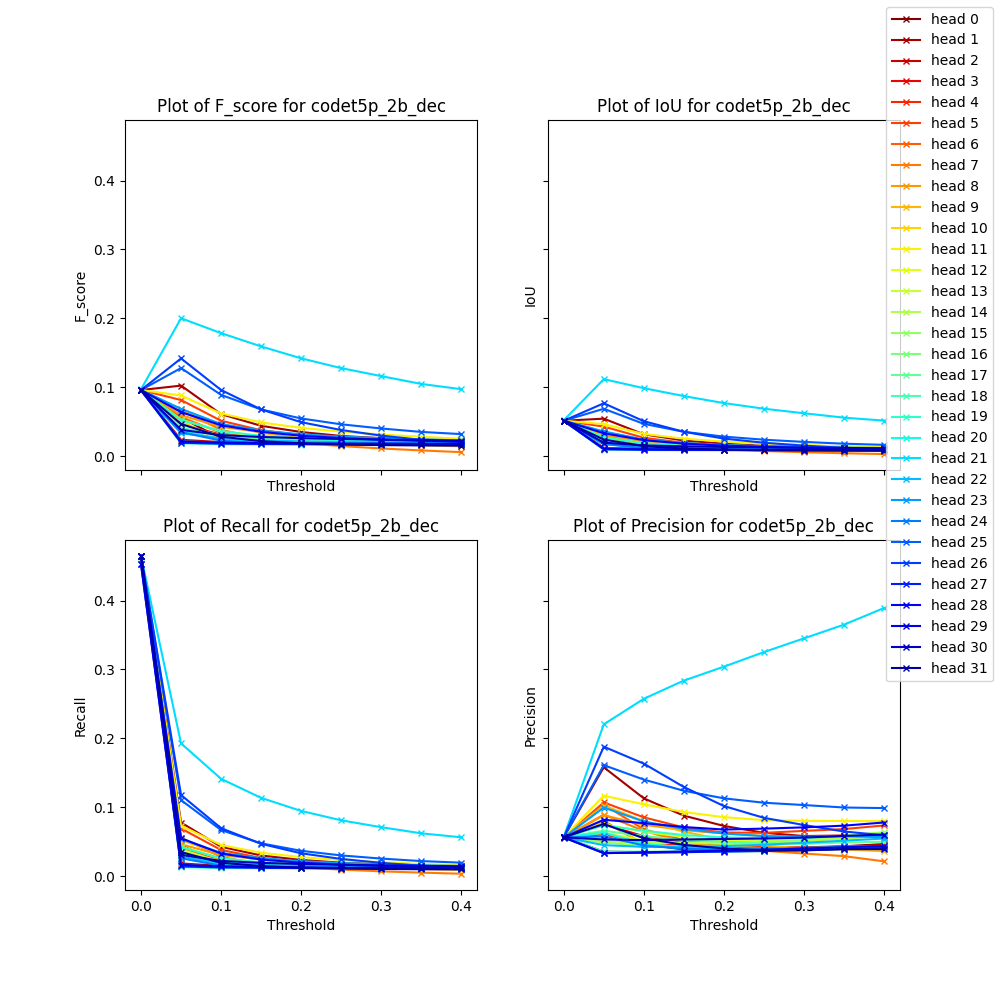 Plot of F_score for codet5p_2b_dec
F_score
0.4
0.3
0.2
0.1
0.0
Threshold
Plot of IoU for codet5p_2b_dec
IoU
Threshold
Plot of Recall for codet5p_2b_dec
Recall
0.4
0.3
0.2
0.1
0.0
0.0 0.1 0.2 0.3 0.4
Threshold
Plot of Precision for codet5p_2b_dec
Precision
0.0 0.1 0.2 0.3 0.4
Threshold
head 0
head 1
head 2
head 3
head 4
head 5
head 6
head 7
head 8
head 9
head 10
head 11
head 12
head 13
head 14
head 15
head 16
head 17
head 18
head 19
head 20
head 21
head 22
head 23
head 24
head 25
head 26
head 27
head 28
head 29
head 30
head 31